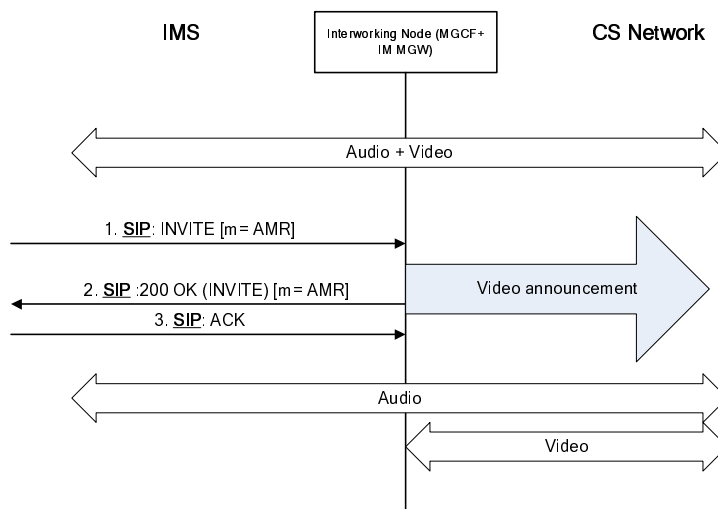 IMS
Interworking Node (MGCF+
IM MGW)
CS Network
Audio + Video
1. SIP: INVITE [m= AMR]
2. SIP :200 OK (INVITE) [m= AMR]
Video announcement
3. SIP: ACK
Audio
Video